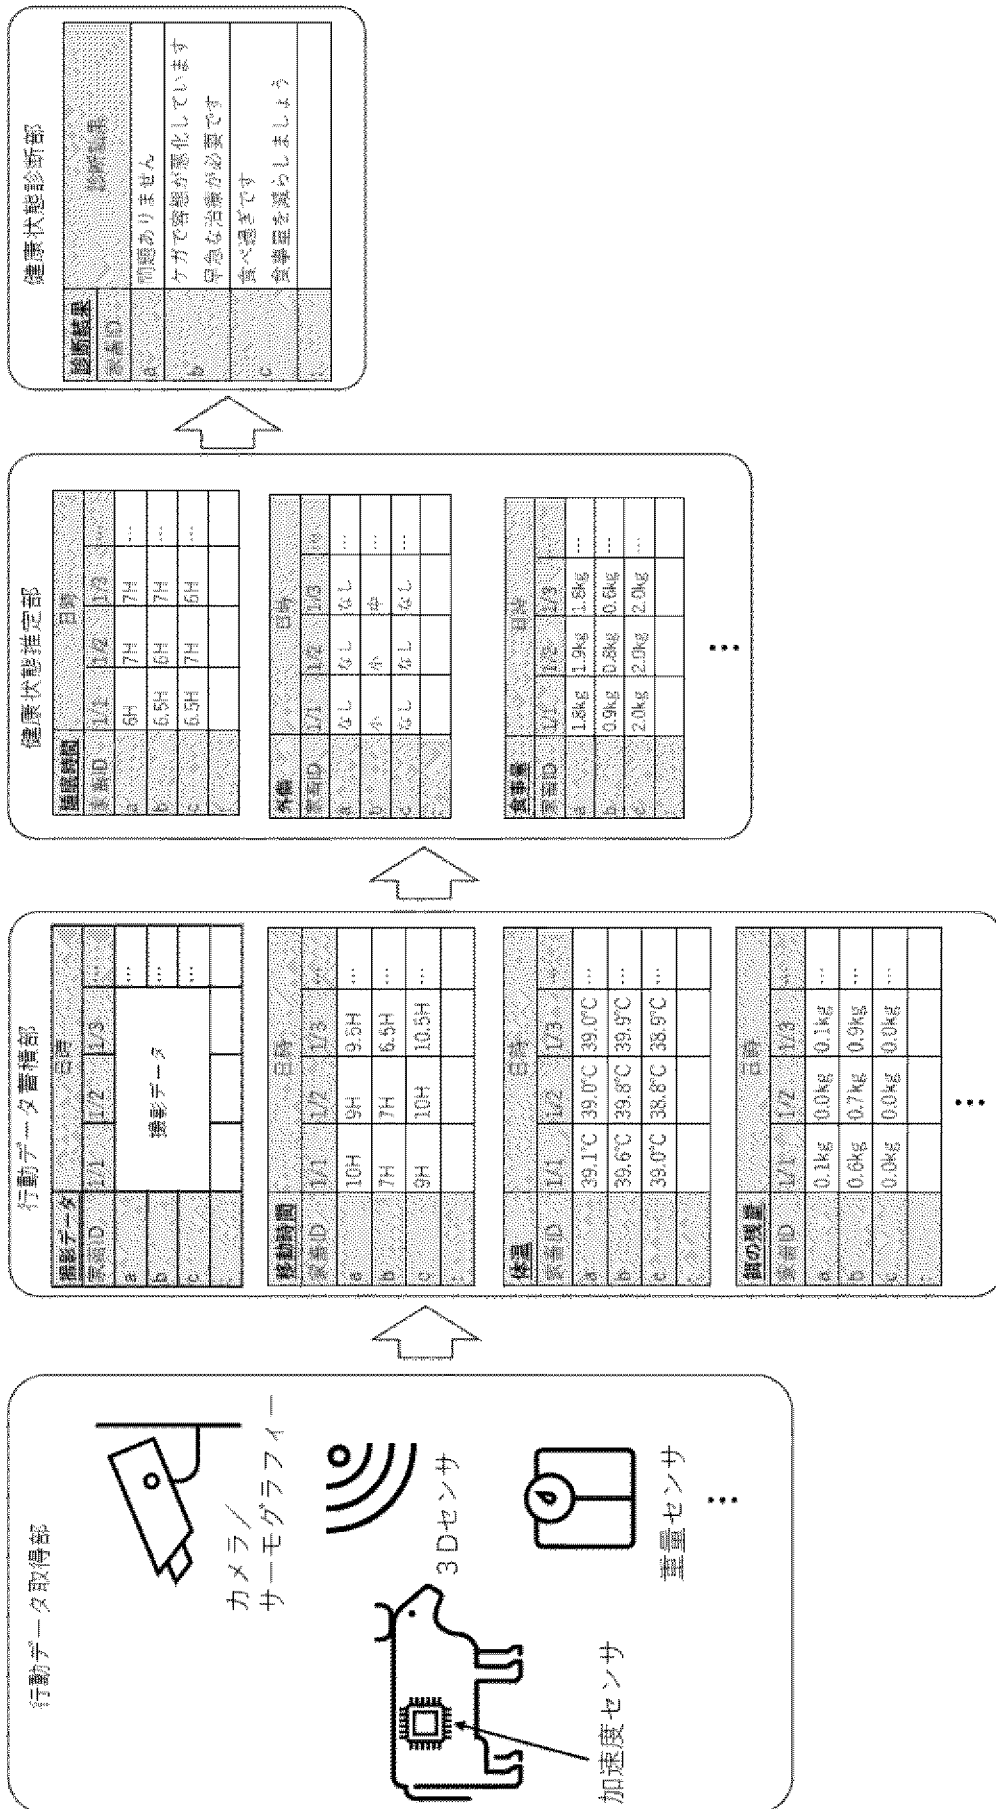 行動データ取得部
カメラ／
サーモグラフィー
3Dセンサ
重量センサ
⋮
加速度センサ
行動データ蓄積部
撮影データ 日時
家畜ID 1/1 1/2 1/3 …
a …
b 撮影データ …
c …
移動時間 日時
家畜ID 1/1 1/2 1/3 …
a 10H 9H 9.5H …
b 7H 7H 6.5H …
c 9H 10H 10.5H …
体温 日時
家畜ID 1/1 1/2 1/3 …
a 39.1℃ 39.0℃ 39.0℃ …
b 39.6℃ 39.8℃ 39.9℃ …
c 39.0℃ 38.8℃ 38.9℃ …
餌の残量 日時
家畜ID 1/1 1/2 1/3 …
a 0.1kg 0.0kg 0.1kg …
b 0.6kg 0.7kg 0.9kg …
c 0.0kg 0.0kg 0.0kg …
⋮
健康状態推定部
睡眠時間 日時
家畜ID 1/1 1/2 1/3 …
a 6H 7H 7H …
b 6.5H 6H 7H …
c 6.5H 7H 6H …
外傷 日時
家畜ID 1/1 1/2 1/3 …
a なし なし なし …
b 小 小 中 …
c なし なし なし …
食事量 日時
家畜ID 1/1 1/2 1/3 …
a 1.8kg 1.9kg 1.8kg …
b 0.9kg 0.8kg 0.6kg …
c 2.0kg 2.0kg 2.0kg …
⋮
健康状態診断部
診断結果
家畜ID 診断結果
a 問題ありません
b ケガで容態が悪化しています
早急な治療が必要です
c 食べ過ぎです
食事量を減らしましょう